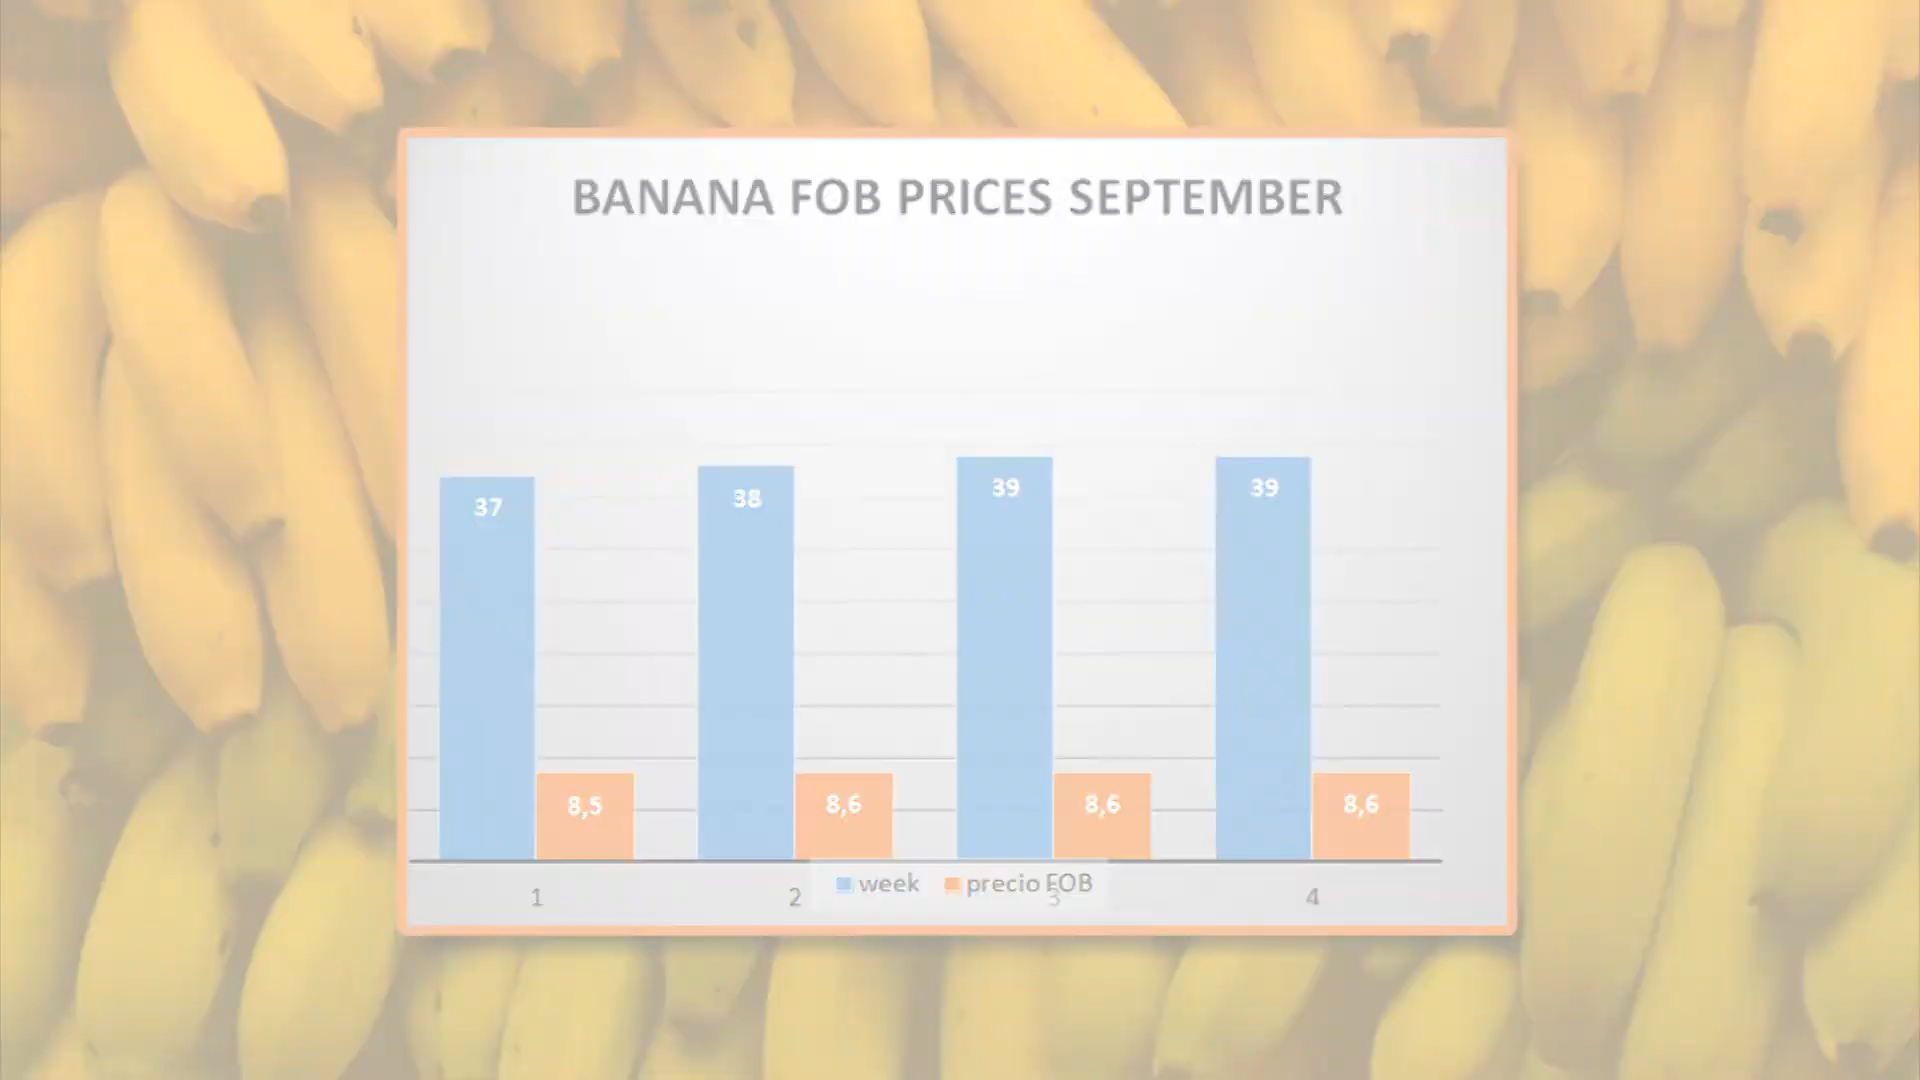 BANANA FOB PRICES SEPTEMBER
37
38
39
39
8,5
8,6
8,6
8,6
week precio FOB
1 2 3 4